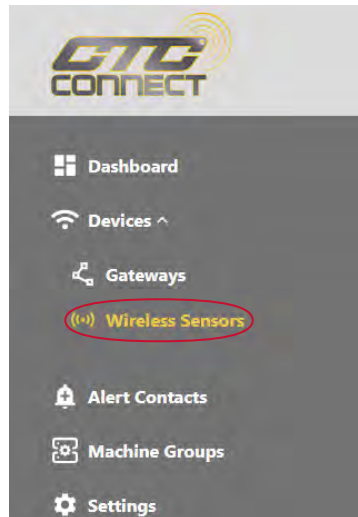 CTC
CONNECT
Dashboard
Devices ^
Gateways
Wireless Sensors
Alert Contacts
Machine Groups
Settings